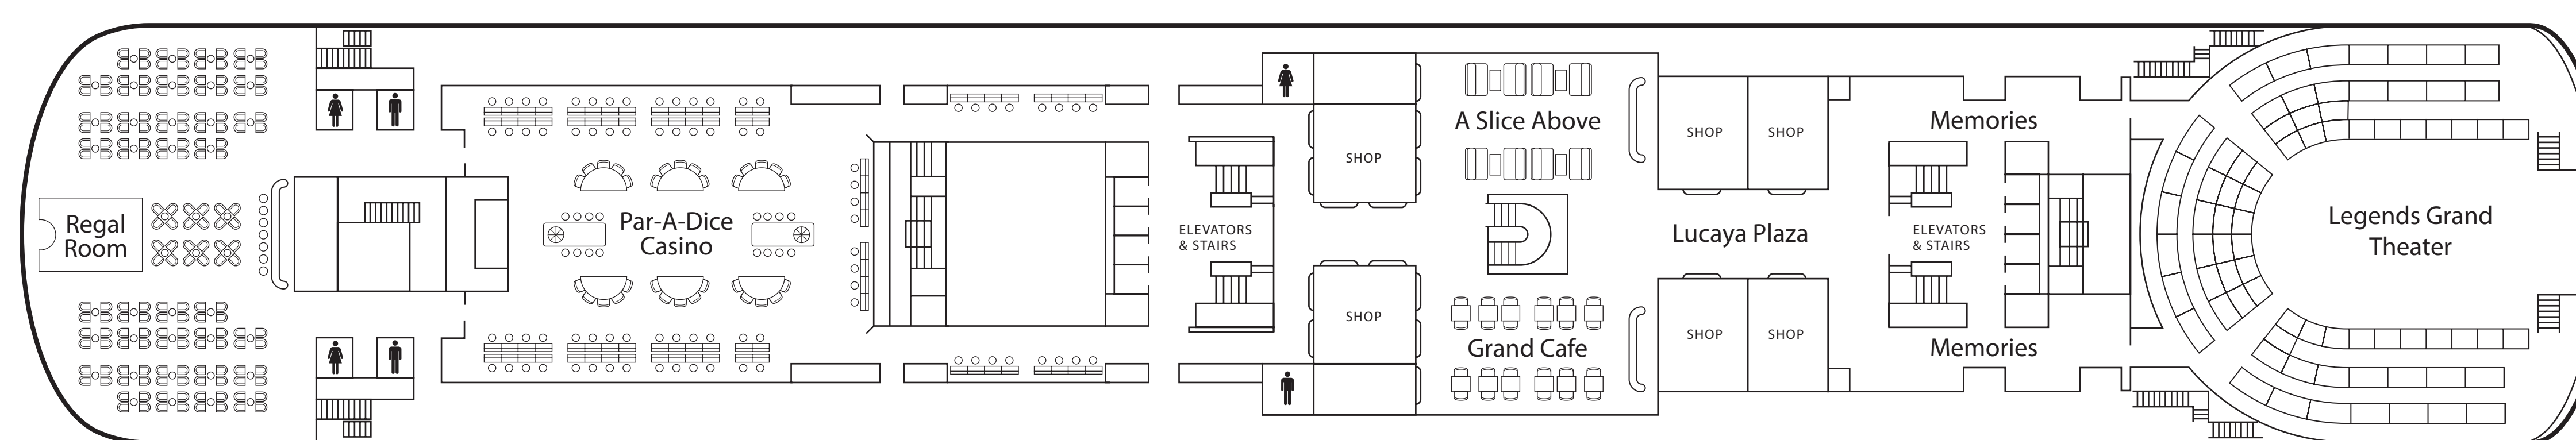 Regal
Room
Par-A-Dice
Casino
ELEVATORS
& STAIRS
SHOP
SHOP
A Slice Above
Grand Cafe
SHOP
SHOP
Lucaya Plaza
SHOP
SHOP
Memories
ELEVATORS
& STAIRS
Memories
Legends Grand
Theater